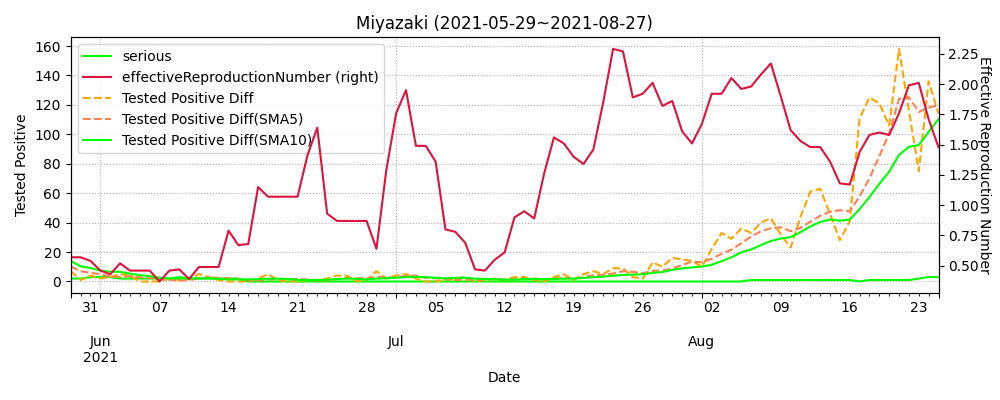 Miyazaki (2021-05-29~2021-08-27)
serious
effectiveReproductionNumber (right)
Tested Positive Diff
Tested Positive Diff(SMA5)
Tested Positive Diff(SMA10)
Tested Positive
160
140
120
100
80
60
40
20
0
2.25
2.00
1.75
1.50
1.25
1.00
0.75
0.50
Effective Reproduction Number
31 07 14 21 28 05 12 19 26 02 09 16 23
Jun Jul Aug
2021
Date